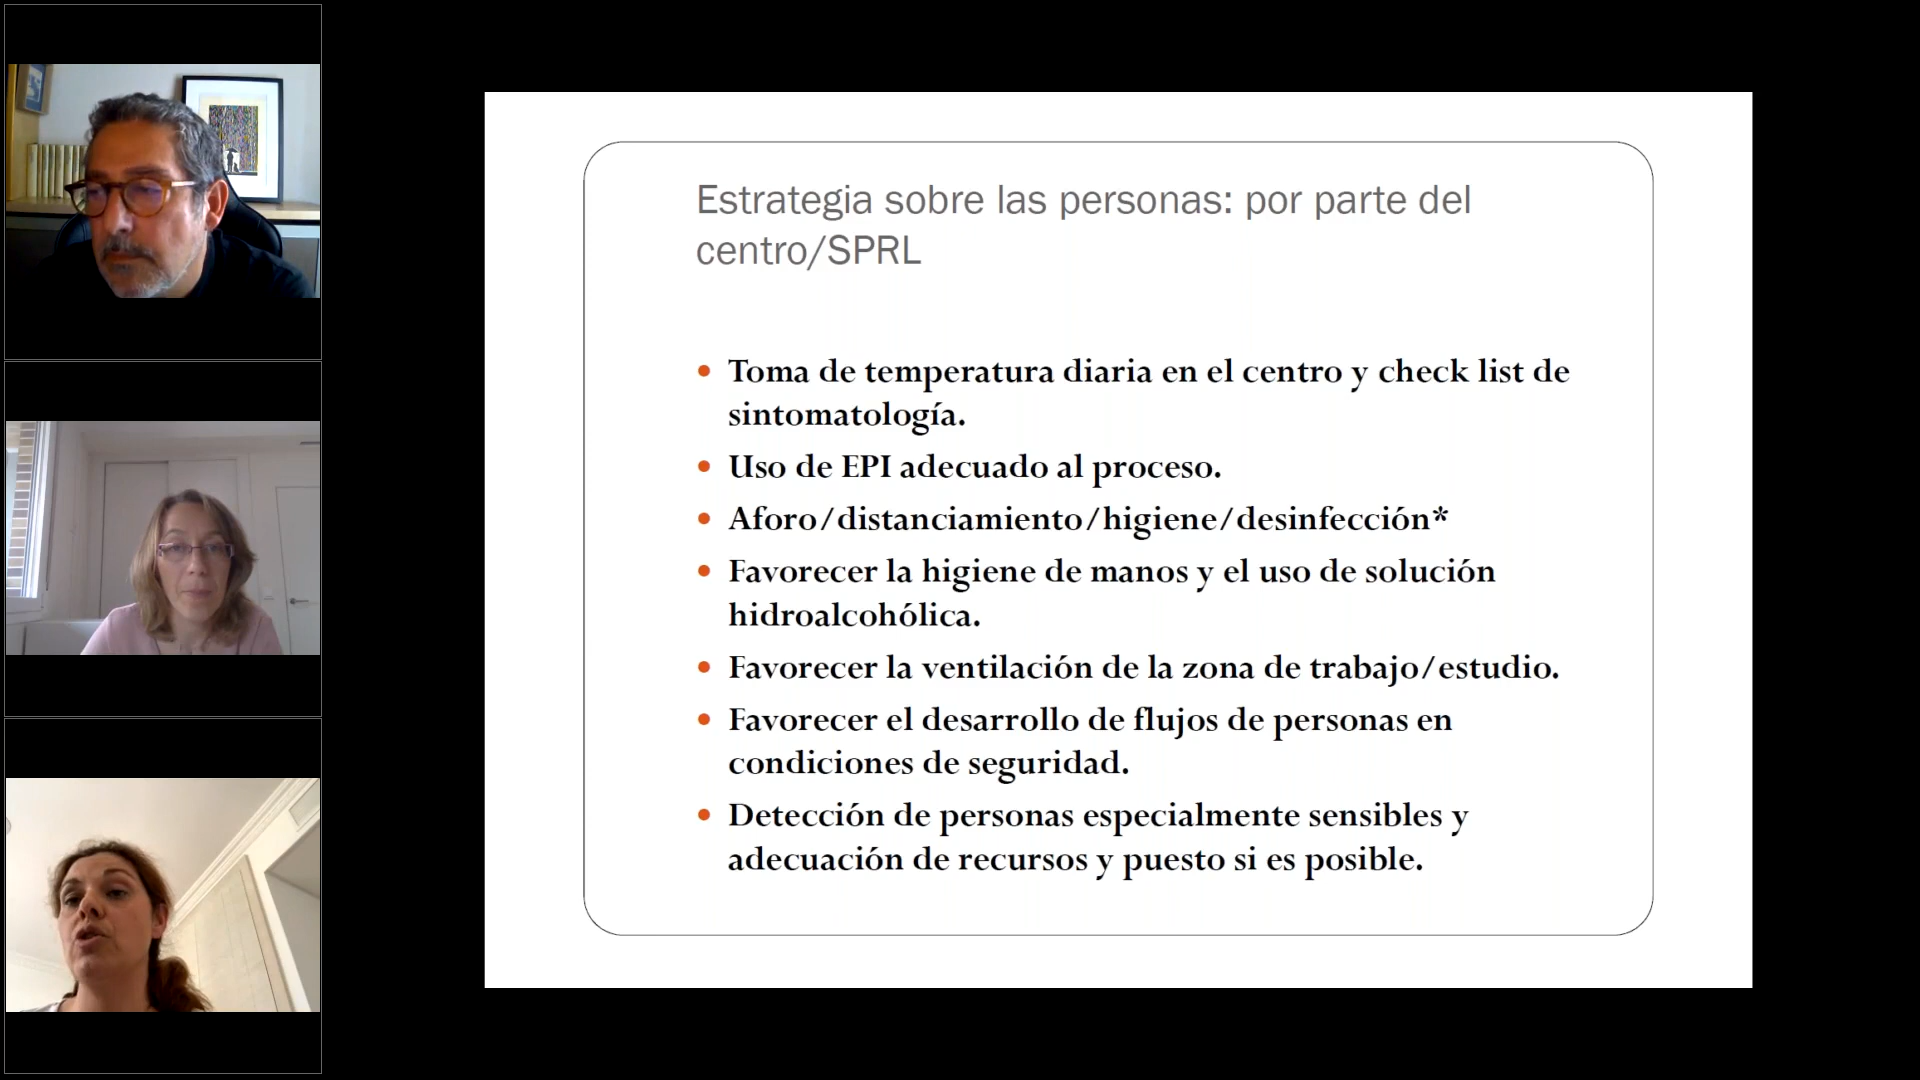 Estrategia sobre las personas: por parte del
centro/SPRL
• Toma de temperatura diaria en el centro y check list de
sintomatología.
• Uso de EPI adecuado al proceso.
• Aforo/distanciamiento/higiene/desinfección*
• Favorecer la higiene de manos y el uso de solución
hidroalcohólica.
• Favorecer la ventilación de la zona de trabajo/estudio.
• Favorecer el desarrollo de flujos de personas en
condiciones de seguridad.
• Detección de personas especialmente sensibles y
adecuación de recursos y puesto si es posible.